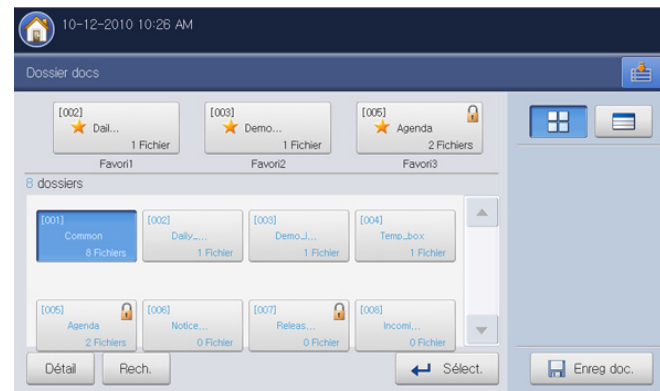 10-12-2010 10:26 AM
Dossier docs
[002]
Dail...
1 Fichier
Favori1
[003]
Demo...
1 Fichier
Favori2
[005]
Agenda
2 Fichiers
Favori3
8 dossiers
[001]
Common
8 Fichiers
[002]
Daily_...
1 Fichier
[003]
Demo_i...
1 Fichier
[004]
Temp_box
1 Fichier
[005]
Agenda
2 Fichiers
[006]
Notice...
0 Fichier
[007]
Releas...
0 Fichier
[008]
Incomi...
0 Fichier
Détail
Rech.
Sélect.
Enreg doc.